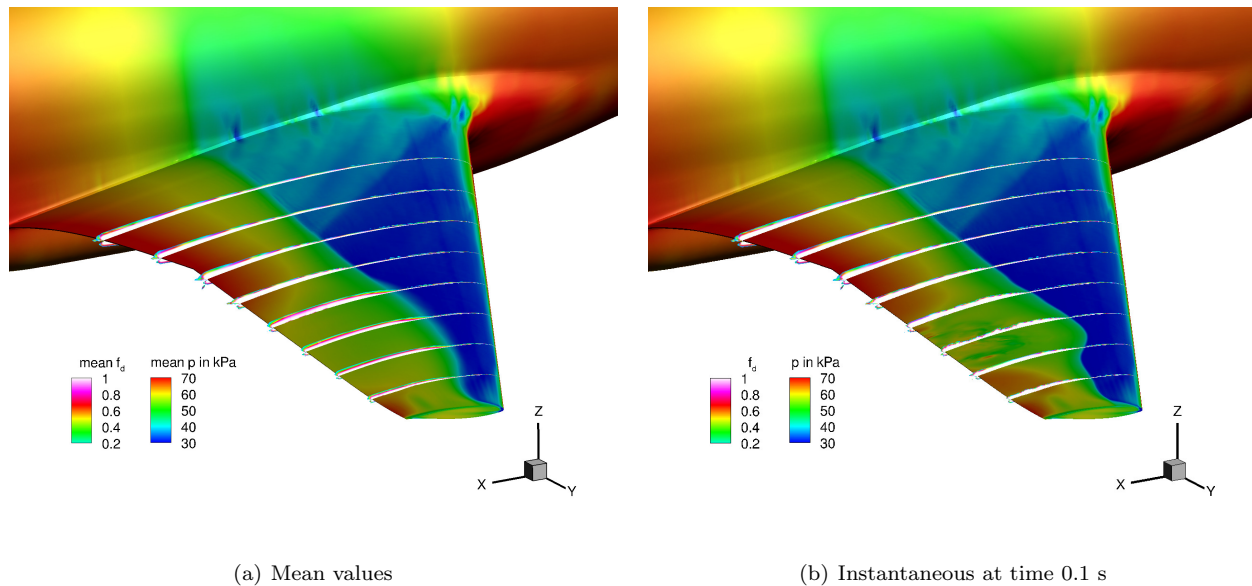 mean f_d mean p in kPa
1 70
0.8 60
0.6 50
0.4 40
0.2 30
Z
X
Y
(a) Mean values
f_d p in kPa
1 70
0.8 60
0.6 50
0.4 40
0.2 30
Z
X
Y
(b) Instantaneous at time 0.1 s